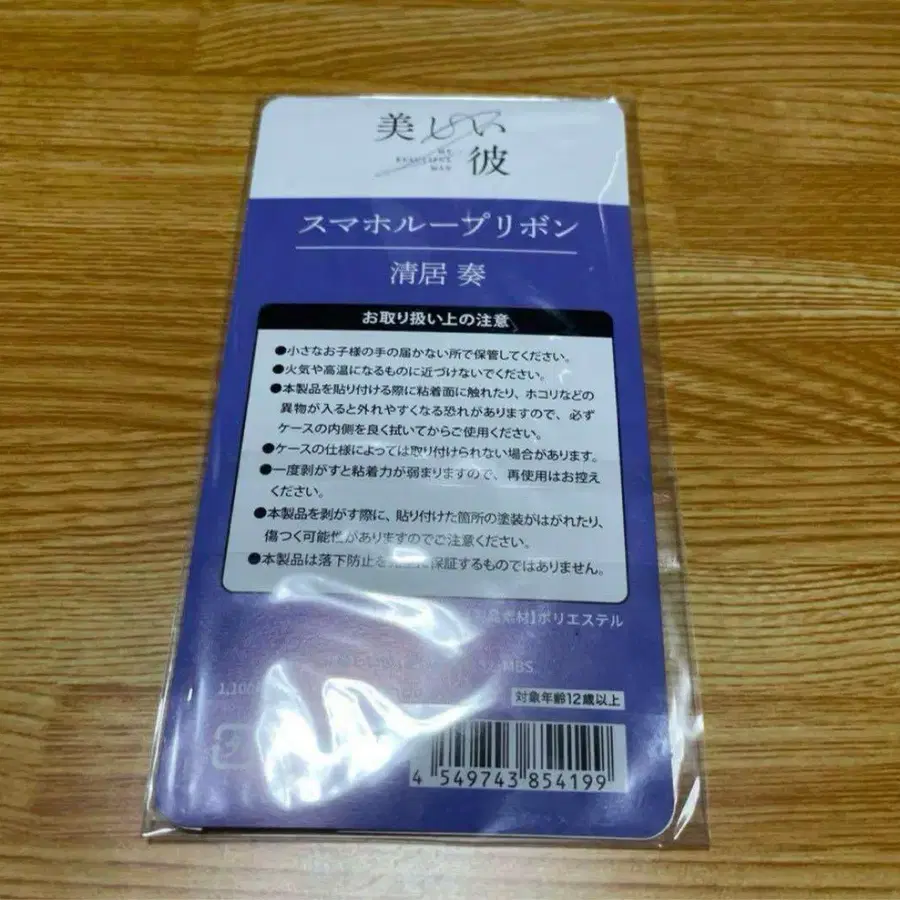 美しい彼
MY
BEAUTIFUL
MAN
スマホループリボン
清居 奏
お取り扱い上の注意
●小さなお子様の手の届かない所で保管してください。
●火気や高温になるものに近づけないでください。
●本製品を貼り付ける際に粘着面に触れたり、ホコリなどの
異物が入ると外れやすくなる恐れがありますので、必ず
ケースの内側を良く拭いてからご使用ください。
●ケースの仕様によっては取り付けられない場合があります。
●一度剥がすと粘着力が弱まりますので、再使用はお控え
ください。
●本製品を剥がす際に、貼り付けた箇所の塗装がはがれたり、
傷つく可能性がありますのでご注意ください。
●本製品は落下防止を保証するものではありません。
素材】ポリエステル
MBS
1,100
対象年齢12歳以上
4 549743 854199